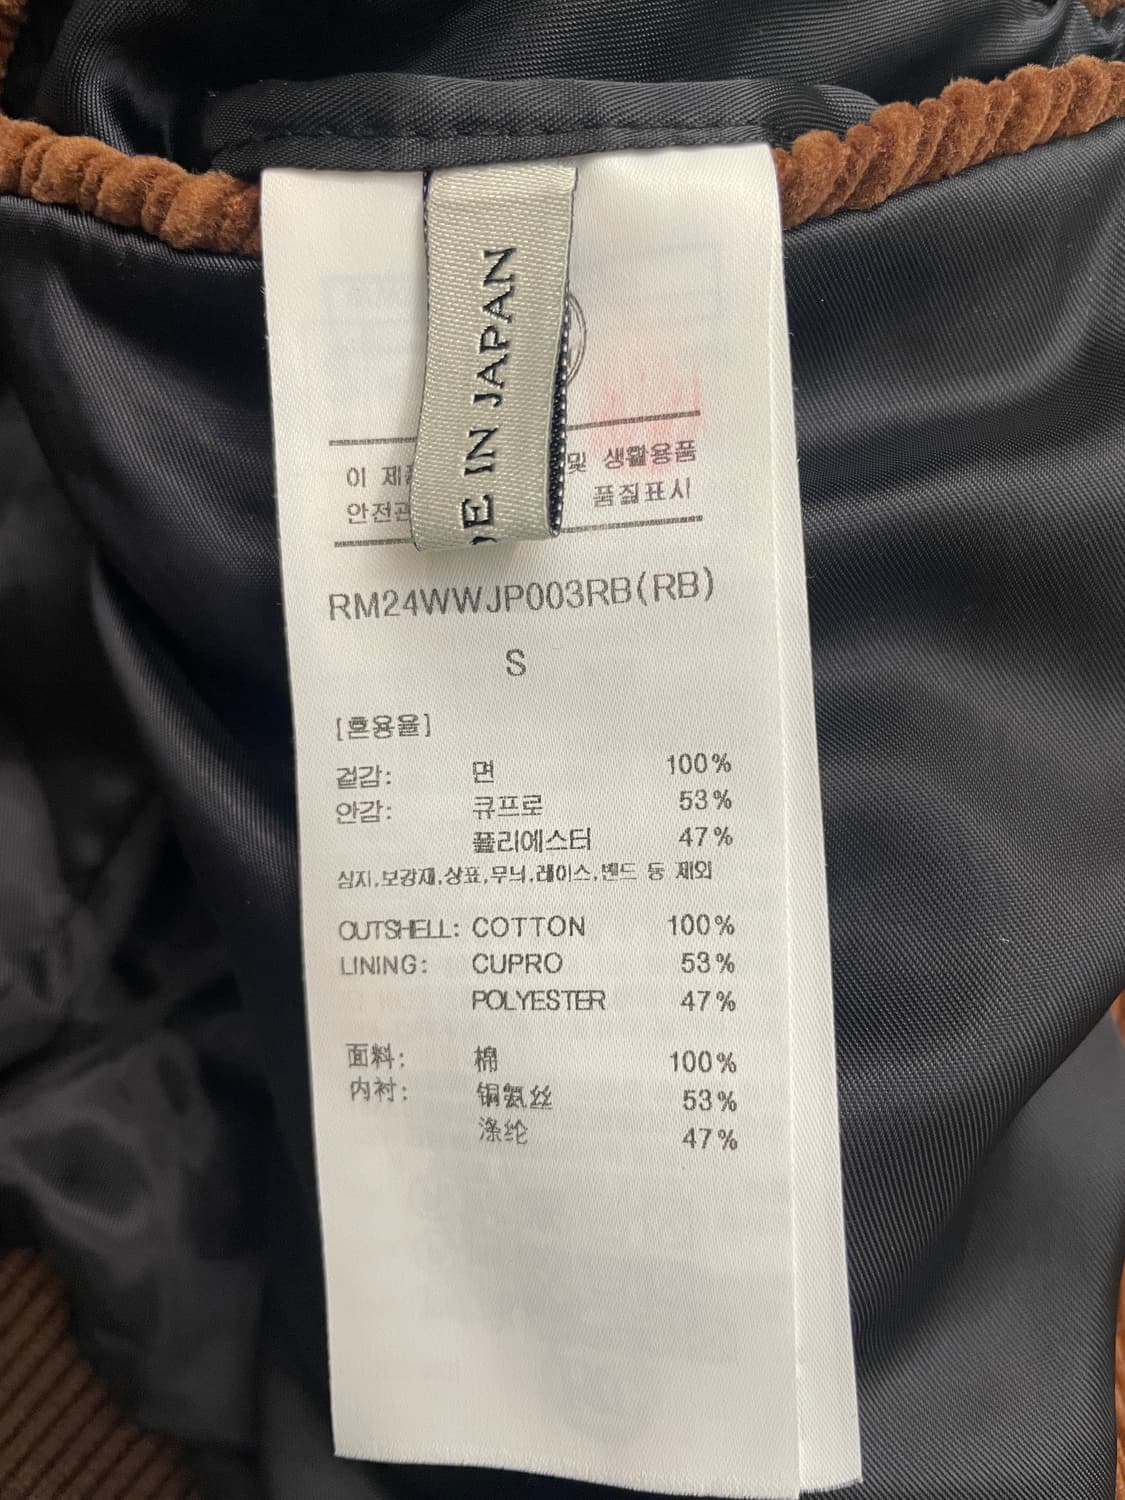 E IN JAPAN
이 제품 및 생활용품
안전관 품질표시
RM24WWJP003RB(RB)
S
[혼용율]
겉감: 면 100%
안감: 큐프로 53%
폴리에스터 47%
심지,보강재,상표,무늬,레이스,밴드 등 제외
OUTSHELL: COTTON 100%
LINING: CUPRO 53%
POLYESTER 47%
面料: 棉 100%
内衬: 铜氨丝 53%
涤纶 47%